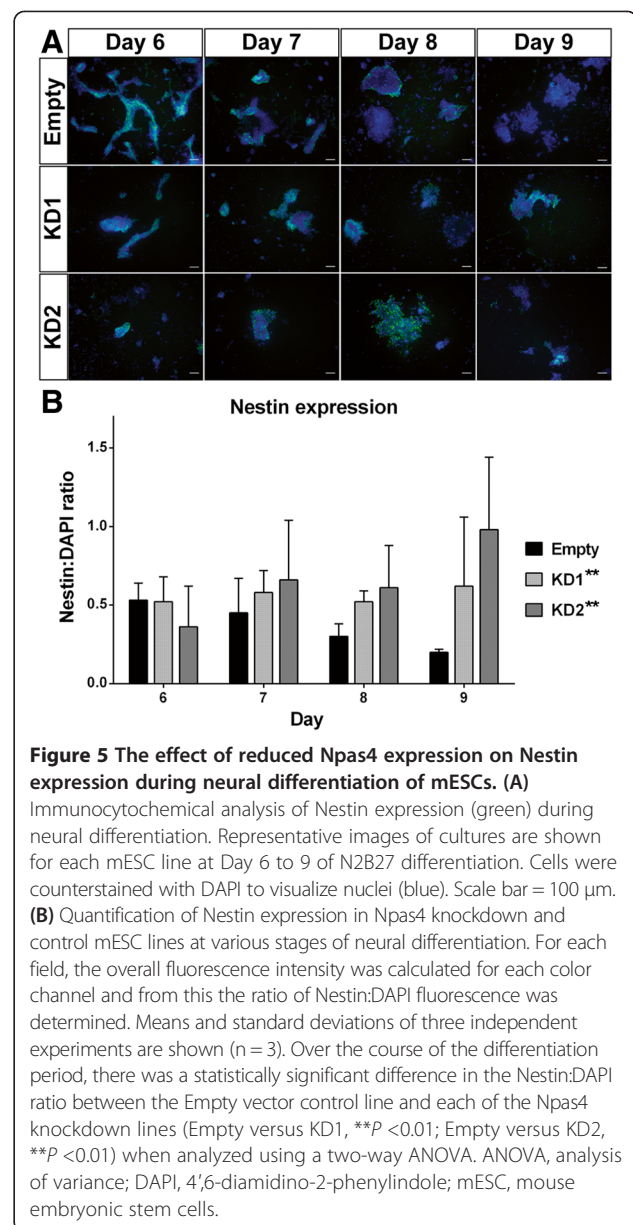 A
Day 6 Day 7 Day 8 Day 9
Empty
KD1
KD2
B
Nestin expression
Nestin:DAPI ratio
1.5
1.0
0.5
0.0
6 7 8 9
Day
Empty
KD1**
KD2**
Figure 5 The effect of reduced Npas4 expression on Nestin
expression during neural differentiation of mESCs. (A)
Immunocytochemical analysis of Nestin expression (green) during
neural differentiation. Representative images of cultures are shown
for each mESC line at Day 6 to 9 of N2B27 differentiation. Cells were
counterstained with DAPI to visualize nuclei (blue). Scale bar = 100 μm.
(B) Quantification of Nestin expression in Npas4 knockdown and
control mESC lines at various stages of neural differentiation. For each
field, the overall fluorescence intensity was calculated for each color
channel and from this the ratio of Nestin:DAPI fluorescence was
determined. Means and standard deviations of three independent
experiments are shown (n = 3). Over the course of the differentiation
period, there was a statistically significant difference in the Nestin:DAPI
ratio between the Empty vector control line and each of the Npas4
knockdown lines (Empty versus KD1, **P <0.01; Empty versus KD2,
**P <0.01) when analyzed using a two-way ANOVA. ANOVA, analysis
of variance; DAPI, 4′,6-diamidino-2-phenylindole; mESC, mouse
embryonic stem cells.